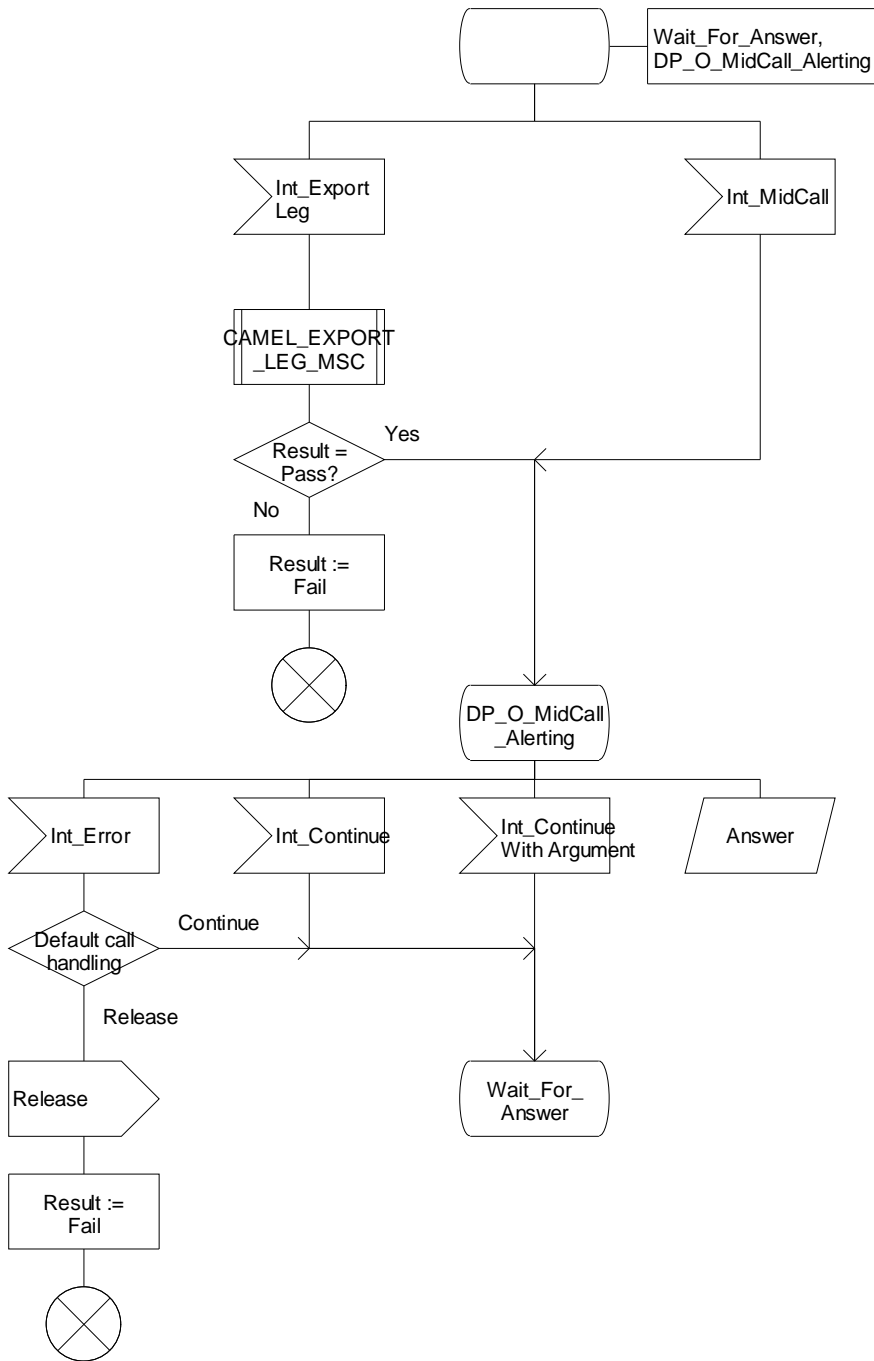 Wait_For_Answer,
DP_O_MidCall_Alerting
Int_Export
Leg
Int_MidCall
CAMEL_EXPORT
_LEG_MSC
Result =
Pass?
Yes
No
Result :=
Fail
DP_O_MidCall
_Alerting
Int_Error
Int_Continue
Int_Continue
With Argument
Answer
Default call
handling
Continue
Release
Release
Wait_For_
Answer
Result :=
Fail